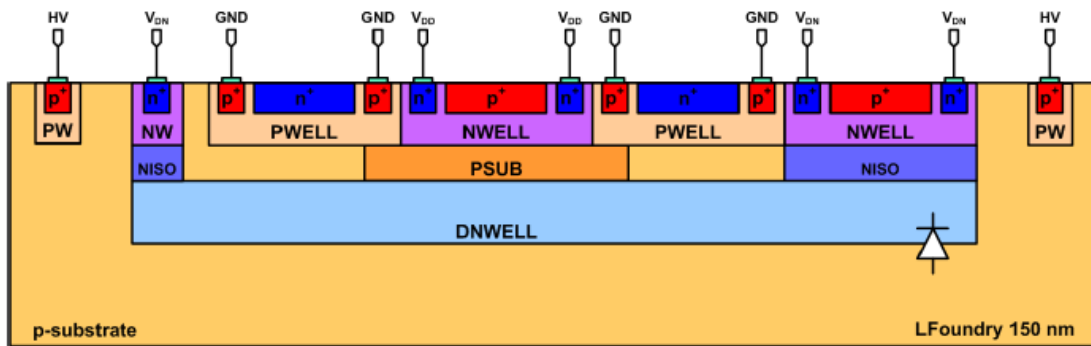 HV V_DN GND GND V_DD V_DD GND GND V_DN V_DN HV
p+ n+ p+ n+ p+ n+ p+ n+ p+ n+ p+ n+ p+ n+ p+
PW NW PWELL NWELL PWELL NWELL PW
NISO PSUB NISO
DNWELL
p-substrate LFoundry 150 nm